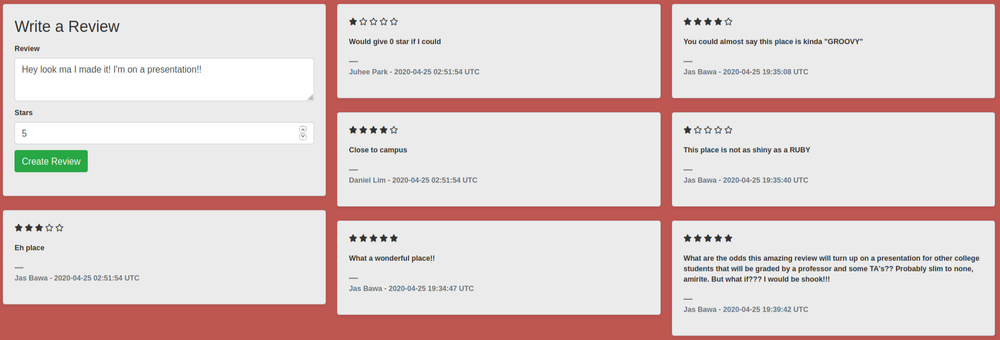 Write a Review
Review
Hey look ma I made it! I'm on a presentation!!
Stars
5
Create Review
Eh place
—
Jas Bawa - 2020-04-25 02:51:54 UTC
Would give 0 star if I could
—
Juhee Park - 2020-04-25 02:51:54 UTC
Close to campus
—
Daniel Lim - 2020-04-25 02:51:54 UTC
What a wonderful place!!
—
Jas Bawa - 2020-04-25 19:34:47 UTC
You could almost say this place is kinda "GROOVY"
—
Jas Bawa - 2020-04-25 19:35:08 UTC
This place is not as shiny as a RUBY
—
Jas Bawa - 2020-04-25 19:35:40 UTC
What are the odds this amazing review will turn up on a presentation for other college
students that will be graded by a professor and some TA's?? Probably slim to none,
amirite. But what if??? I would be shook!!!
—
Jas Bawa - 2020-04-25 19:39:42 UTC